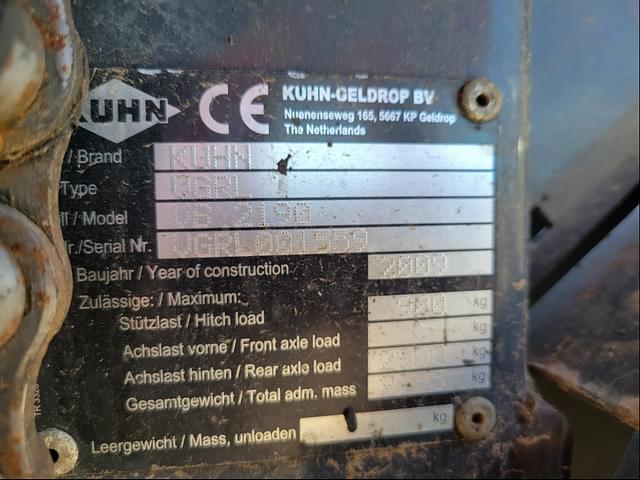 KUHN CE KUHN-GELDROP BV
Nuenenseweg 165, 5667 KP Geldrop
The Netherlands
/ Brand KUHN
Type VGRL 1
/ Model VB 2190
/Serial Nr. VGRL001559
Baujahr / Year of construction 2009
Zulässige: / Maximum:
Stützlast / Hitch load 900 kg
Achslast vorne / Front axle load kg
Achslast hinten / Rear axle load kg
Gesamtgewicht / Total adm. mass kg
Leergewicht / Mass, unloaden kg